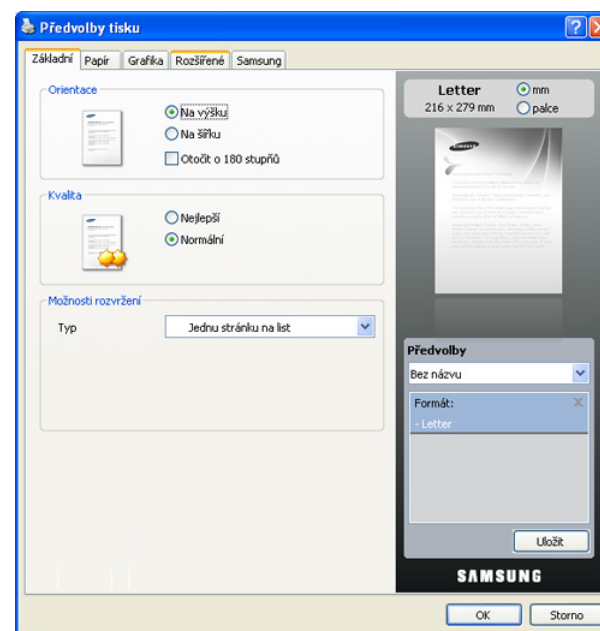 Předvolby tisku
Základní Papír Grafika Rozšířené Samsung
Orientace
Na výšku
Na šířku
Otočit o 180 stupňů
Kvalita
Nejlepší
Normální
Možnosti rozvržení
Typ Jednu stránku na list
Letter
216 x 279 mm
mm
palce
SAMSUNG
Předvolby
Bez názvu
Formát:
- Letter
Uložit
SAMSUNG
OK Storno